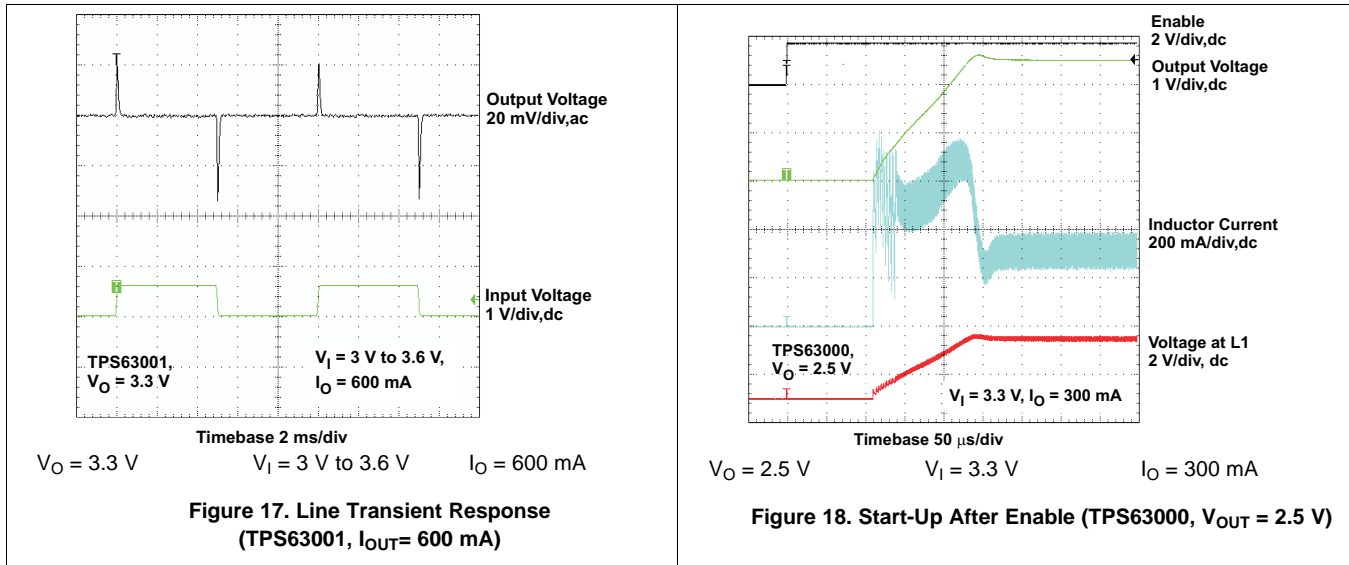 Output Voltage
20 mV/div,ac
Input Voltage
1 V/div,dc
TPS63001,
VO = 3.3 V
VI = 3 V to 3.6 V,
IO = 600 mA
Timebase 2 ms/div
VO = 3.3 V VI = 3 V to 3.6 V IO = 600 mA
Figure 17. Line Transient Response
(TPS63001, IOUT= 600 mA)
Enable
2 V/div,dc
Output Voltage
1 V/div,dc
Inductor Current
200 mA/div,dc
Voltage at L1
2 V/div, dc
TPS63000,
VO = 2.5 V
VI = 3.3 V, IO = 300 mA
Timebase 50 μs/div
VO = 2.5 V VI = 3.3 V IO = 300 mA
Figure 18. Start-Up After Enable (TPS63000, VOUT = 2.5 V)